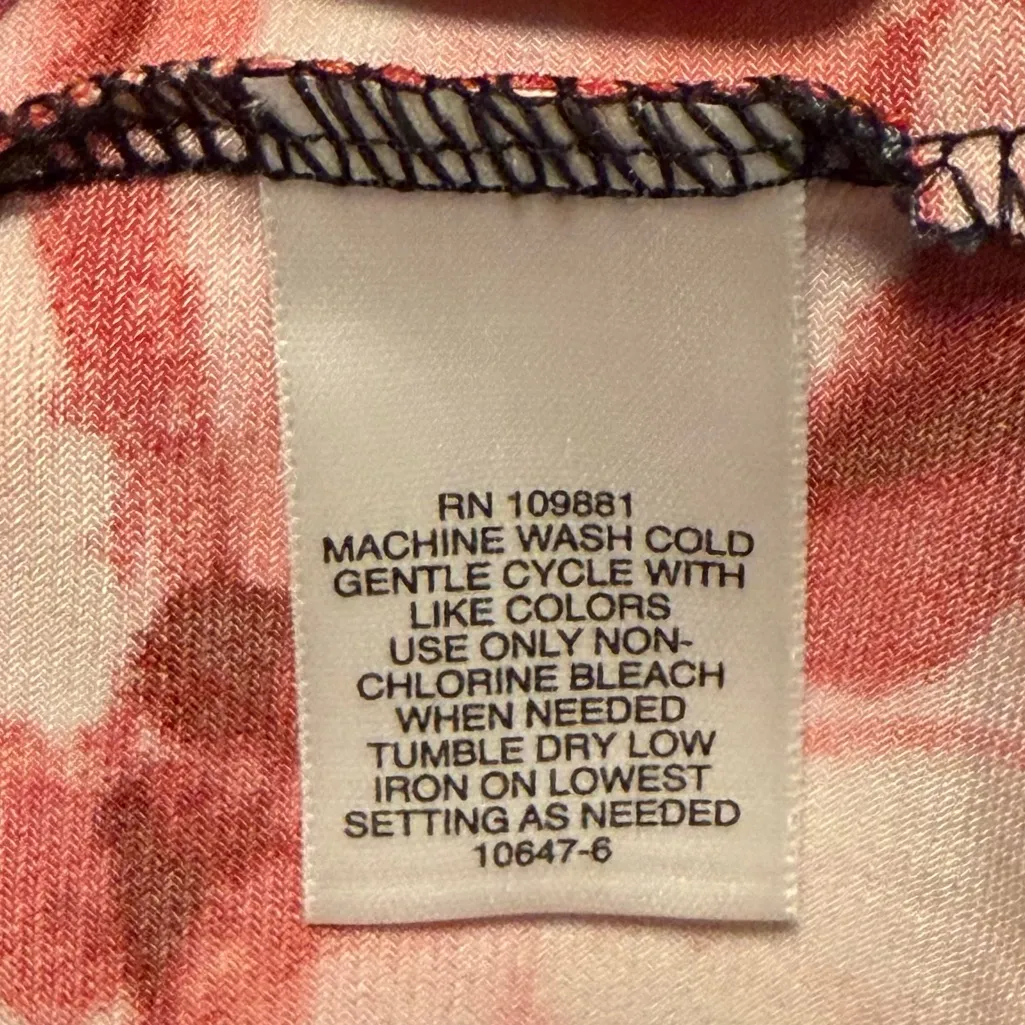 RN 109881
MACHINE WASH COLD
GENTLE CYCLE WITH
LIKE COLORS
USE ONLY NON-
CHLORINE BLEACH
WHEN NEEDED
TUMBLE DRY LOW
IRON ON LOWEST
SETTING AS NEEDED
10647-6